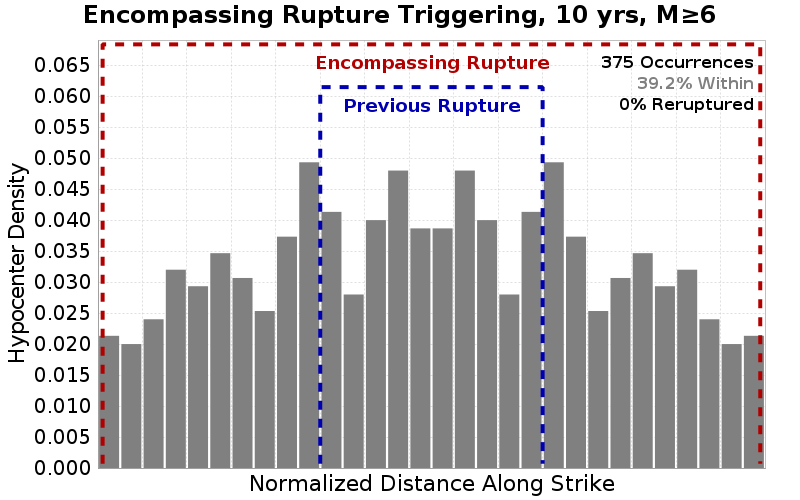 Encompassing Rupture Triggering, 10 yrs, M≥6
Encompassing Rupture
375 Occurrences
39.2% Within
0% Reruptured
Previous Rupture
Hypocenter Density
0.065
0.060
0.055
0.050
0.045
0.040
0.035
0.030
0.025
0.020
0.015
0.010
0.005
0.000
Normalized Distance Along Strike